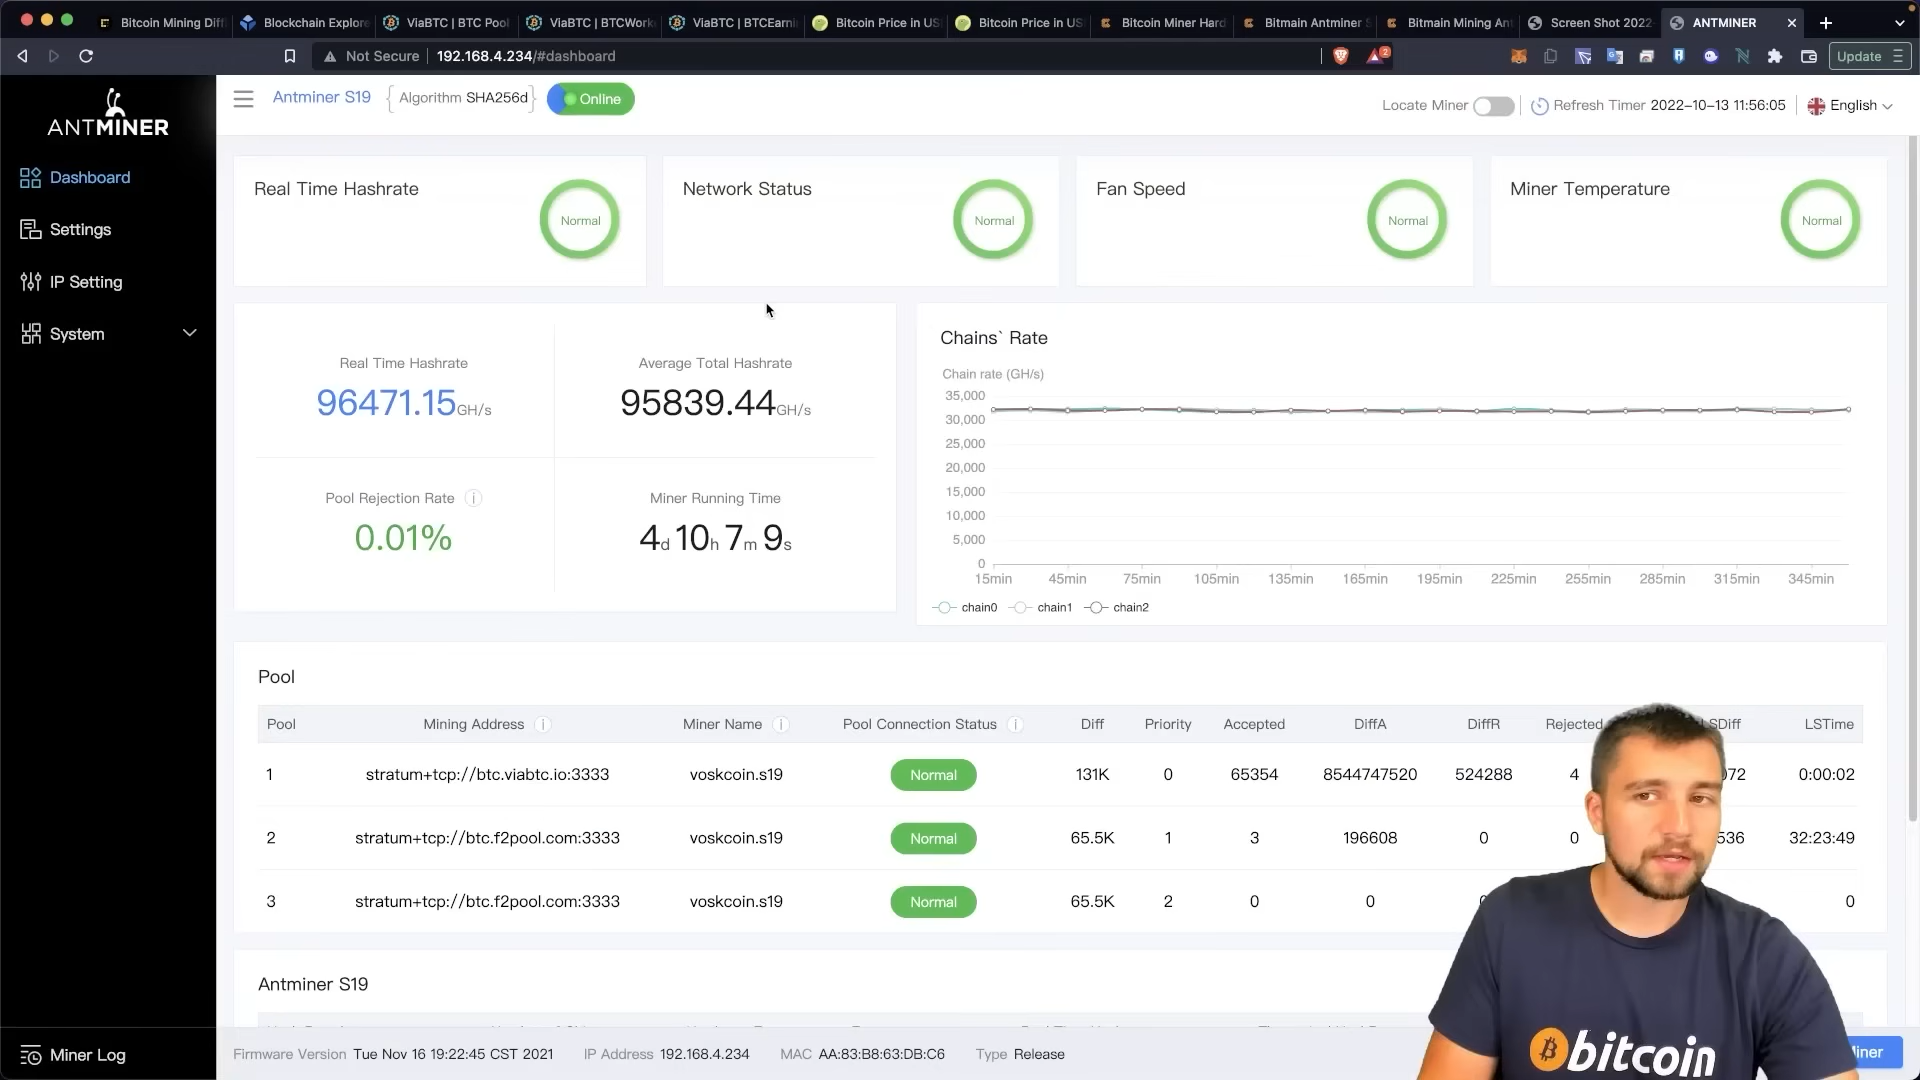 Bitcoin Mining Diff
Blockchain Explore
ViaBTC | BTC Pool
ViaBTC | BTCWork
ViaBTC | BTCEarni
Bitcoin Price in US
Bitcoin Price in US
Bitcoin Miner Hard
Bitmain Antminer S
Bitmain Mining Ant
Screen Shot 2022-
ANTMINER
Not Secure
192.168.4.234/#dashboard
2
Update
ANTMINER
Antminer S19
Algorithm SHA256d
Online
Locate Miner
Refresh Timer 2022-10-13 11:56:05
English
Dashboard
Settings
IP Setting
System
Miner Log
Real Time Hashrate
Normal
Network Status
Normal
Fan Speed
Normal
Miner Temperature
Normal
Real Time Hashrate
96471.15GH/s
Average Total Hashrate
95839.44GH/s
Pool Rejection Rate i
0.01%
Miner Running Time
4d 10h 7m 9s
Chains` Rate
Chain rate (GH/s)
35,000
30,000
25,000
20,000
15,000
10,000
5,000
0
15min 45min 75min 105min 135min 165min 195min 225min 255min 285min 315min 345min
chain0 chain1 chain2
Pool
Pool Mining Address i Miner Name i Pool Connection Status i Diff Priority Accepted DiffA DiffR Rejected LSDiff LSTime
1 stratum+tcp://btc.viabtc.io:3333 voskcoin.s19 Normal 131K 0 65354 8544747520 524288 4 072 0:00:02
2 stratum+tcp://btc.f2pool.com:3333 voskcoin.s19 Normal 65.5K 1 3 196608 0 0 536 32:23:49
3 stratum+tcp://btc.f2pool.com:3333 voskcoin.s19 Normal 65.5K 2 0 0 0
Antminer S19
Firmware Version Tue Nov 16 19:22:45 CST 2021 IP Address 192.168.4.234 MAC AA:83:B8:63:DB:C6 Type Release
bitcoin
Miner